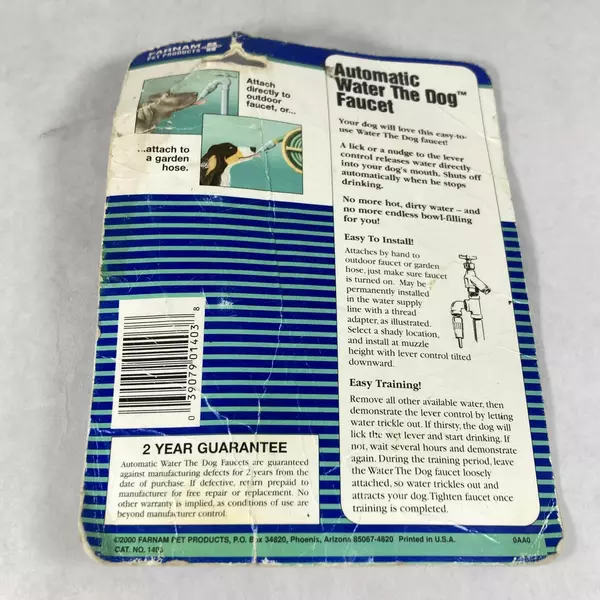 FARNAM
PET PRODUCTS
Attach
directly to
outdoor
faucet, or...
...attach to
a garden
hose.
Automatic
Water The Dog™
Faucet
Your dog will love this easy-to-
use Water The Dog faucet!
A lick or a nudge to the lever
control releases water directly
into your dog's mouth. Shuts off
automatically when he stops
drinking.
No more hot, dirty water – and
no more endless bowl-filling
for you!
Easy To Install!
Attaches by hand to
outdoor faucet or garden
hose, just make sure faucet
is turned on. May be
permanently installed
in the water supply
line with a thread
adapter, as illustrated.
Select a shady location,
and install at muzzle
height with lever control tilted
downward.
Easy Training!
Remove all other available water, then
demonstrate the lever control by letting
water trickle out. If thirsty, the dog will
lick the wet lever and start drinking. If
not, wait several hours and demonstrate
again. During the training period, leave
the Water The Dog faucet loosely
attached, so water trickles out and
attracts your dog. Tighten faucet once
training is completed.
0 39079 01403 8
2 YEAR GUARANTEE
Automatic Water The Dog Faucets are guaranteed
against manufacturing defects for 2 years from the
date of purchase. If defective, return prepaid to
manufacturer for free repair or replacement. No
other warranty is implied, as conditions of use are
beyond manufacturer control.
©2000 FARNAM PET PRODUCTS, P.O. Box 34820, Phoenix, Arizona 85067-4820 Printed in U.S.A. 0AA0
CAT. NO. 1403